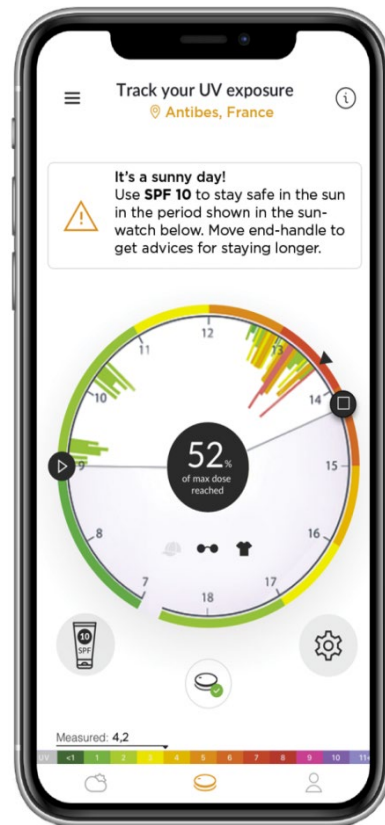 Track your UV exposure
Antibes, France
It's a sunny day!
Use SPF 10 to stay safe in the sun
in the period shown in the sun-
watch below. Move end-handle to
get advices for staying longer.
12
11
13
10
14
9
52%
of max dose
reached
15
8
16
7
17
18
10
SPF
Measured: 4,2
UV <1 1 2 3 4 5 6 7 8 9 10 11+